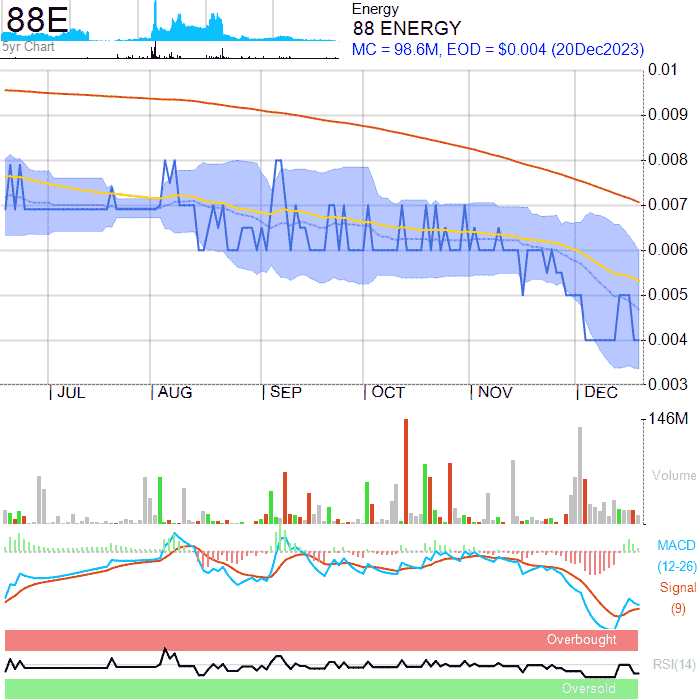 88E
5yr Chart
Energy
88 ENERGY
MC = 98.6M, EOD = $0.004 (20Dec2023)
0.01
0.009
0.008
0.007
0.006
0.005
0.004
0.003
JUL AUG SEP OCT NOV DEC
146M
Volume
MACD
(12-26)
Signal
(9)
Overbought
RSI(14)
Oversold